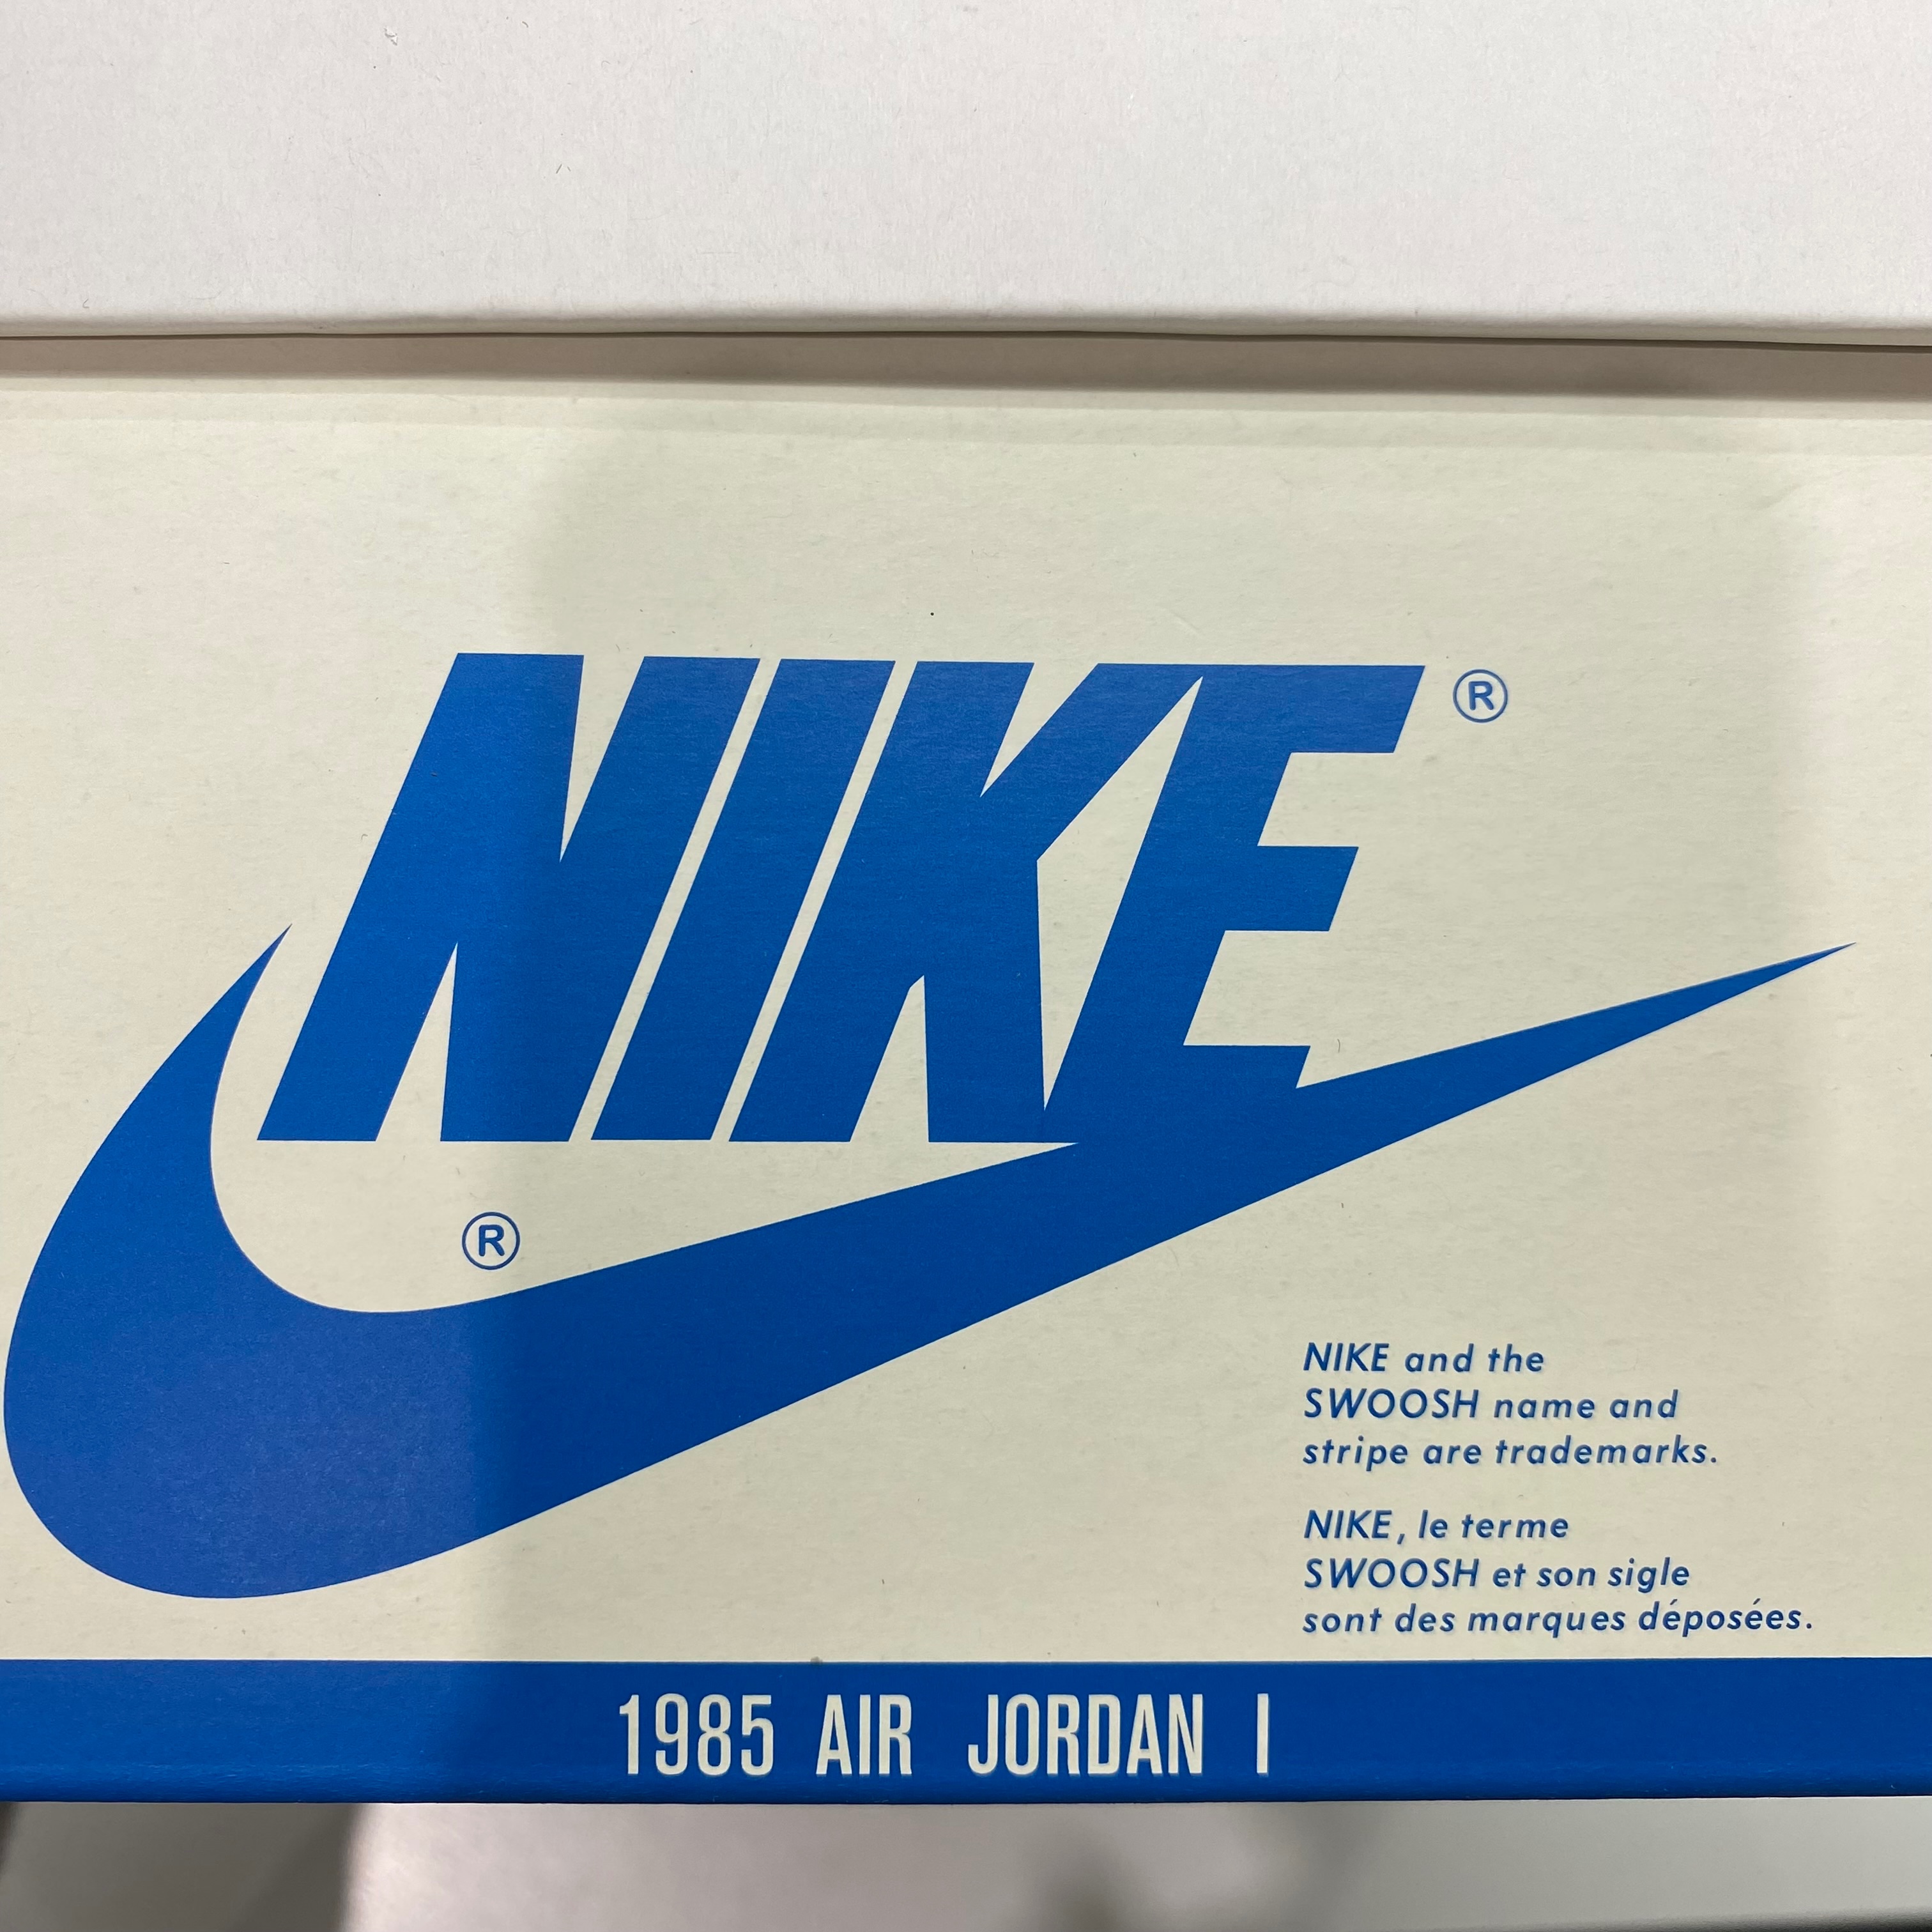 NIKE ®
®
NIKE and the
SWOOSH name and
stripe are trademarks.
NIKE, le terme
SWOOSH et son sigle
sont des marques déposées.
1985 AIR JORDAN I